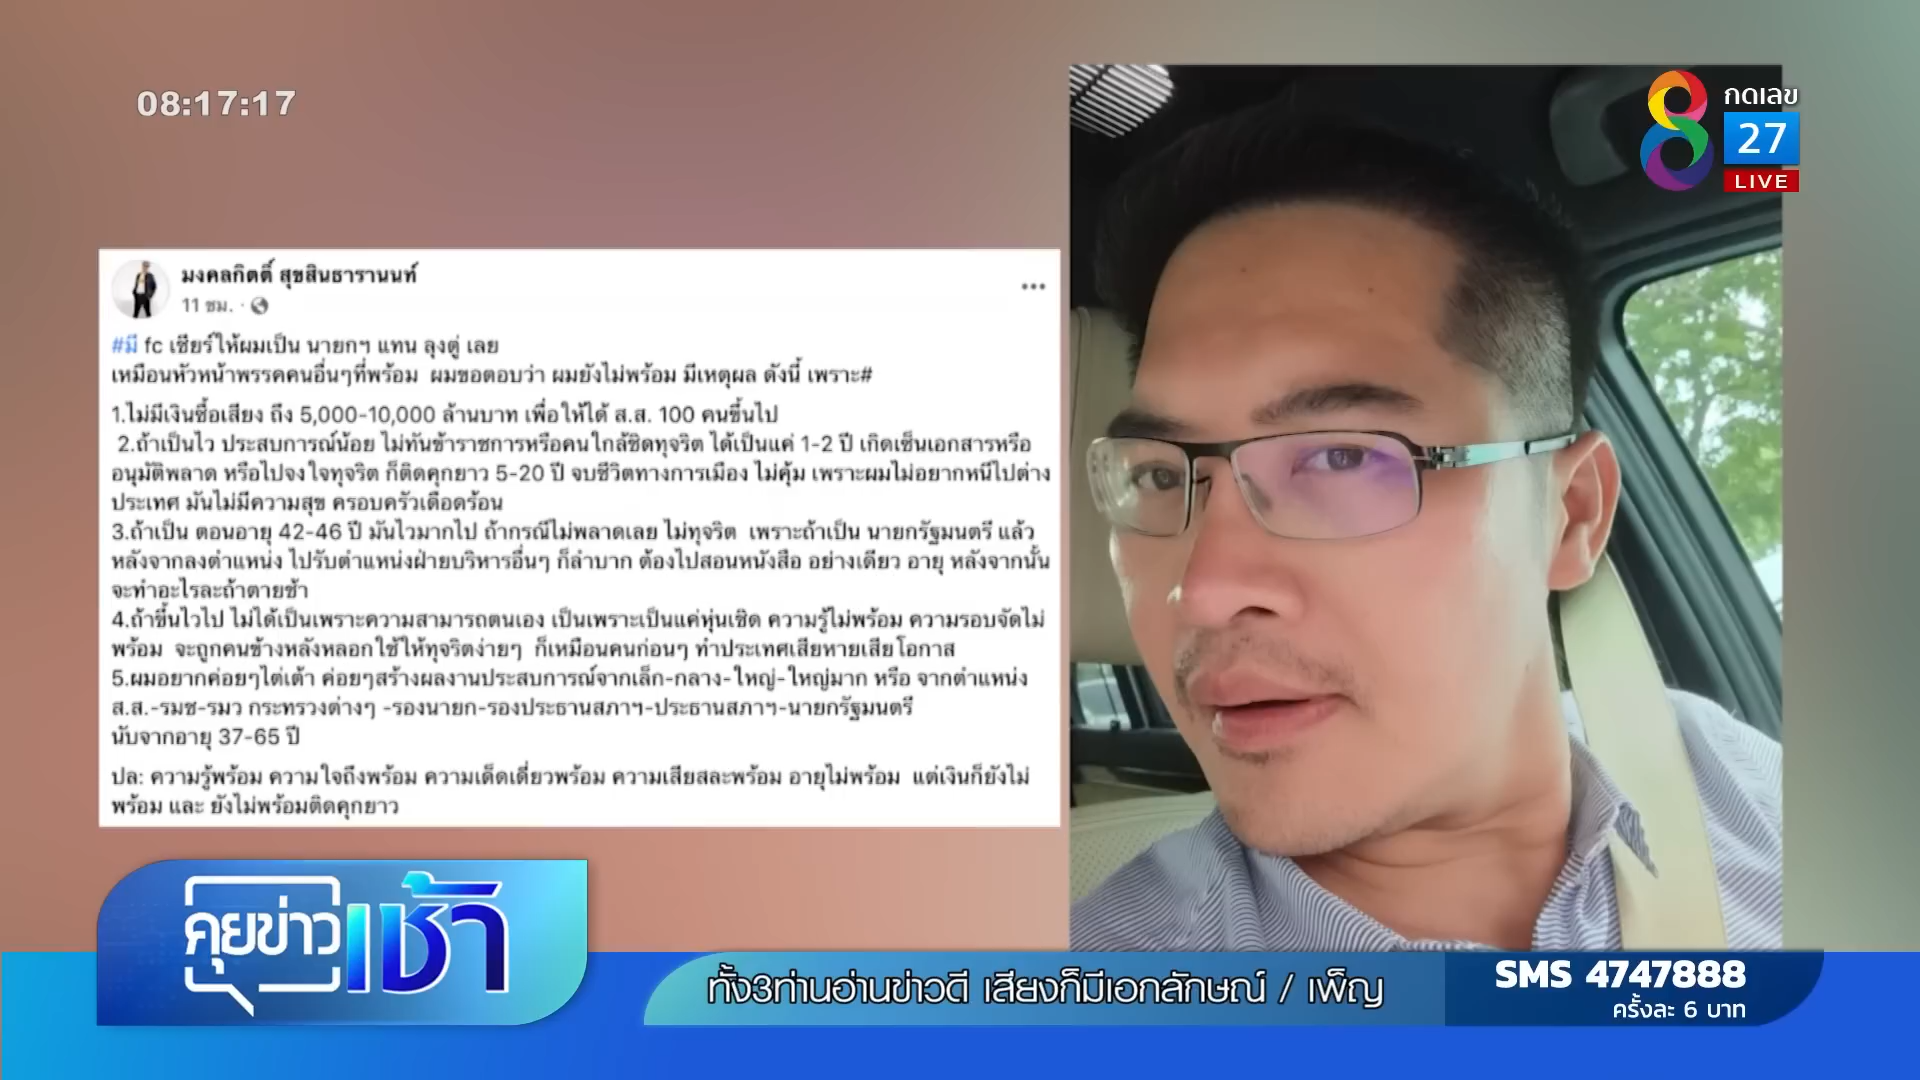 08:17:17
กดเลข
27
LIVE
มงคลกิตติ์ สุขสินธารานนท์
11 ชม. ·
#มี fc เชียร์ให้ผมเป็น นายกฯ แทน ลุงตู่ เลย
เหมือนหัวหน้าพรรคคนอื่นๆที่พร้อม ผมขอตอบว่า ผมยังไม่พร้อม มีเหตุผล ดังนี้ เพราะ#
1.ไม่มีเงินซื้อเสียง ถึง 5,000-10,000 ล้านบาท เพื่อให้ได้ ส.ส. 100 คนขึ้นไป
2.ถ้าเป็นไว ประสบการณ์น้อย ไม่ทันข้าราชการหรือคนใกล้ชิดทุจริต ได้เป็นแค่ 1-2 ปี เกิดเซ็นเอกสารหรือ
อนุมัติพลาด หรือไปจงใจทุจริต ก็ติดคุกยาว 5-20 ปี จบชีวิตทางการเมือง ไม่คุ้ม เพราะผมไม่อยากหนีไปต่าง
ประเทศ มันไม่มีความสุข ครอบครัวเดือดร้อน
3.ถ้าเป็น ตอนอายุ 42-46 ปี มันไวมากไป ถ้ากรณีไม่พลาดเลย ไม่ทุจริต เพราะถ้าเป็น นายกรัฐมนตรี แล้ว
หลังจากลงตำแหน่ง ไปรับตำแหน่งฝ่ายบริหารอื่นๆ ก็ลำบาก ต้องไปสอนหนังสือ อย่างเดียว อายุ หลังจากนั้น
จะทำอะไรละถ้าตายช้า
4.ถ้าขึ้นไวไป ไม่ได้เป็นเพราะความสามารถตนเอง เป็นเพราะเป็นแค่หุ่นเชิด ความรู้ไม่พร้อม ความรอบจัดไม่
พร้อม จะถูกคนข้างหลังหลอกใช้ให้ทุจริตง่ายๆ ก็เหมือนคนก่อนๆ ทำประเทศเสียหายเสียโอกาส
5.ผมอยากค่อยๆไต่เต้า ค่อยๆสร้างผลงานประสบการณ์จากเล็ก-กลาง-ใหญ่-ใหญ่มาก หรือ จากตำแหน่ง
ส.ส.-รมช-รมว กระทรวงต่างๆ -รองนายก-รองประธานสภาฯ-ประธานสภาฯ-นายกรัฐมนตรี
นับจากอายุ 37-65 ปี
ปล: ความรู้พร้อม ความใจถึงพร้อม ความเด็ดเดี่ยวพร้อม ความเสียสละพร้อม อายุไม่พร้อม แต่เงินก็ยังไม่
พร้อม และ ยังไม่พร้อมติดคุกยาว
คุยข่าวเช้า
ทั้ง3ท่านอ่านข่าวดี เสียงก็มีเอกลักษณ์ / เพ็ญ
SMS 4747888
ครั้งละ 6 บาท